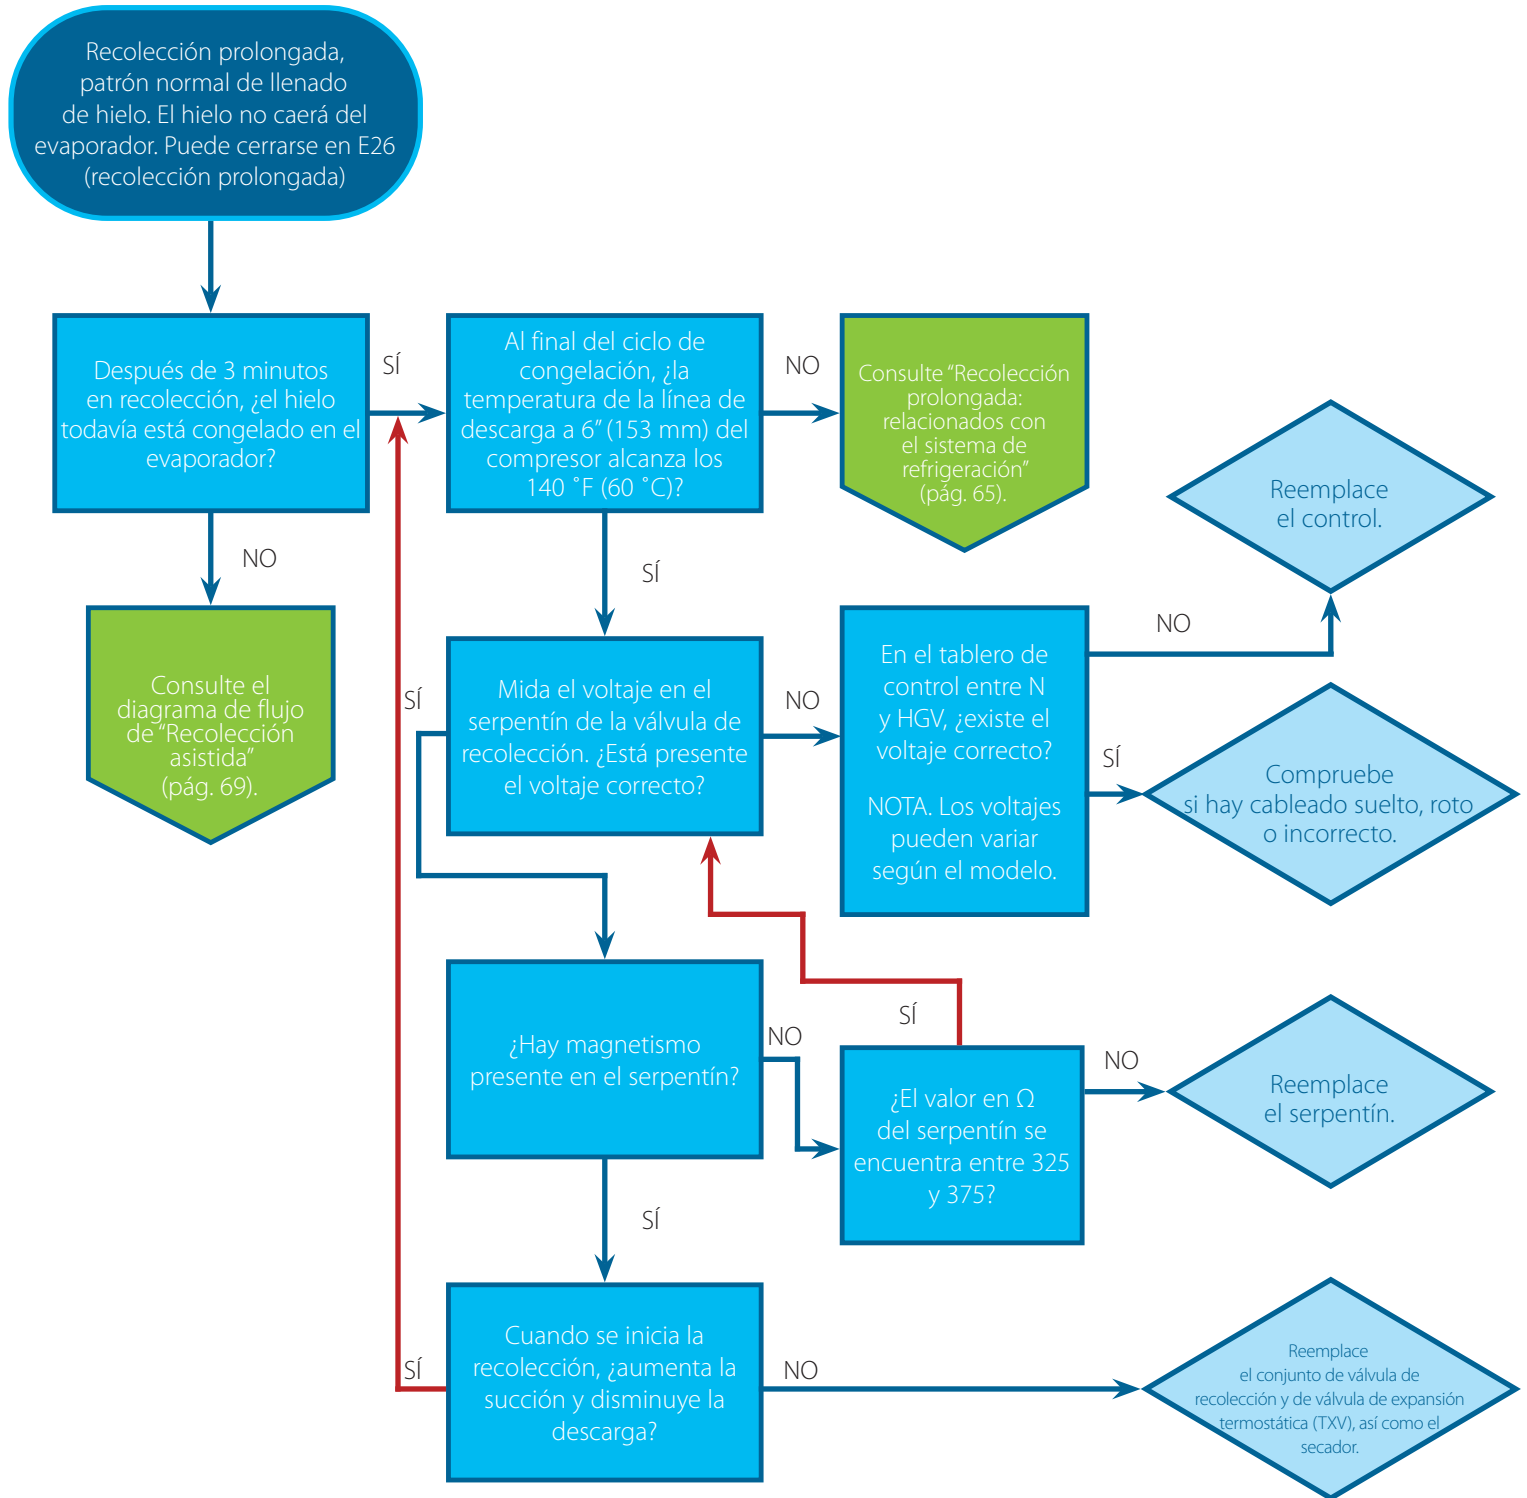 Recolección prolongada,
patrón normal de llenado
de hielo. El hielo no caerá del
evaporador. Puede cerrarse en E26
(recolección prolongada)
Después de 3 minutos
en recolección, ¿el hielo
todavía está congelado en el
evaporador?
SÍ
Al final del ciclo de
congelación, ¿la
temperatura de la línea de
descarga a 6” (153 mm) del
compresor alcanza los
140 ˚F (60 ˚C)?
NO
Consulte “Recolección
prolongada:
relacionados con
el sistema de
refrigeración”
(pág. 65).
NO
Consulte el
diagrama de flujo
de “Recolección
asistida”
(pág. 69).
SÍ
Mida el voltaje en el
serpentín de la válvula de
recolección. ¿Está presente
el voltaje correcto?
NO
En el tablero de
control entre N
y HGV, ¿existe el
voltaje correcto?
NOTA. Los voltajes
pueden variar
según el modelo.
NO
Reemplace
el control.
SÍ
Compruebe
si hay cableado suelto, roto
o incorrecto.
SÍ
¿Hay magnetismo
presente en el serpentín?
NO
¿El valor en Ω
del serpentín se
encuentra entre 325
y 375?
SÍ
NO
Reemplace
el serpentín.
SÍ
Cuando se inicia la
recolección, ¿aumenta la
succión y disminuye la
descarga?
SÍ
NO
Reemplace
el conjunto de válvula de
recolección y de válvula de expansión
termostática (TXV), así como el
secador.